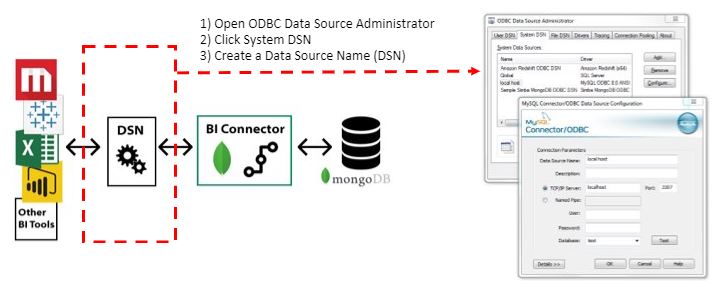 1) Open ODBC Data Source Administrator
2) Click System DSN
3) Create a Data Source Name (DSN)
DSN
BI Connector
mongoDB
Other
BI Tools
ODBC Data Source Administrator
User DSN System DSN File DSN Drivers Tracing Connection Pooling About
System Data Sources:
Name Driver
Add...
Amazon Redshift ODBC DSN Amazon Redshift (x64)
Global SQL Server
Remove
local host MySQL ODBC 8.0 ANSI
Configure...
Sample Simba MongoDB ODBC DSN Simba MongoDB ODBC
MySQL Connector/ODBC Data Source Configuration
MySQL
Connector/ODBC
Connection Parameters
Data Source Name: local host
Description:
TCP/IP Server: localhost Port: 3307
Named Pipe:
User:
Password:
Database: test Test
Details >> OK Cancel Help